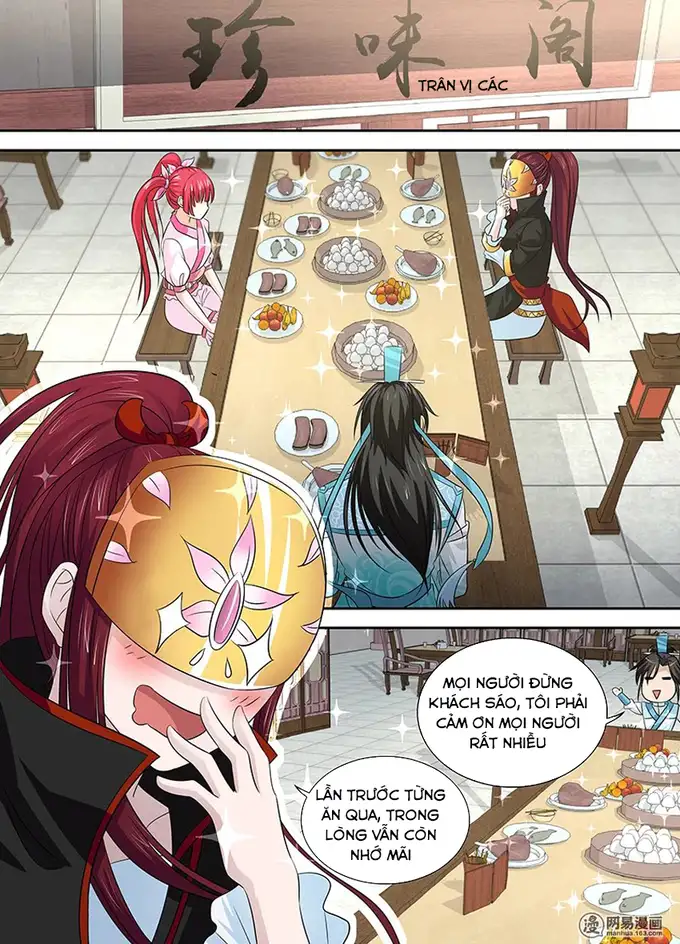 珍味阁
TRÂN VỊ CÁC
MỌI NGƯỜI ĐỪNG
KHÁCH SÁO, TÔI PHẢI
CẢM ƠN MỌI NGƯỜI
RẤT NHIỀU
LẦN TRƯỚC TỪNG
ĂN QUA, TRONG
LÒNG VẪN CÒN
NHỚ MÃI
漫 网易漫画
manhua.163.com